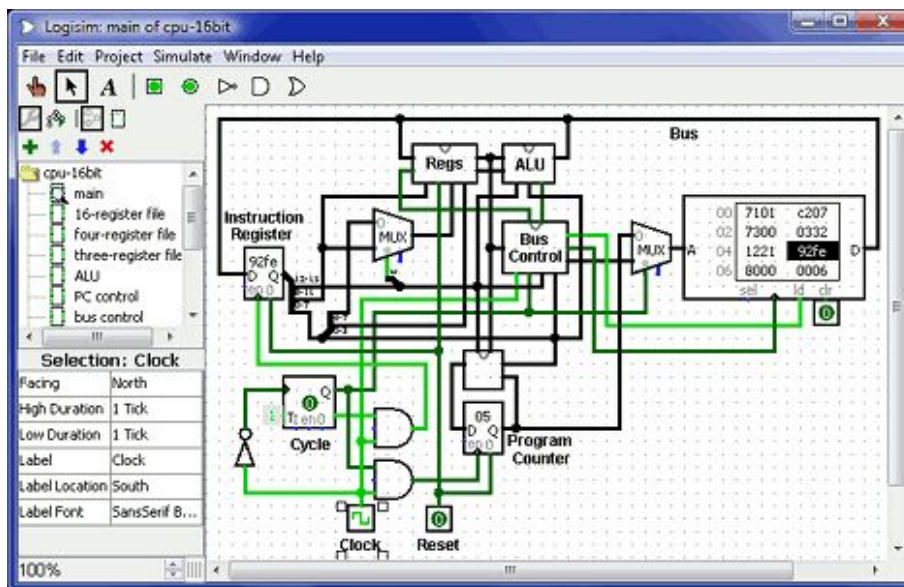 Logisim: main of cpu-16bit
File Edit Project Simulate Window Help
A
cpu-16bit
main
16-register file
four-register file
three-register file
ALU
PC control
bus control
Selection: Clock
Facing North
High Duration 1 Tick
Low Duration 1 Tick
Label Clock
Label Location South
Label Font SansSerif B...
100%
Bus
Regs
ALU
Instruction
Register
MUX
Bus
Control
MUX
A
00 7101 c207
02 7300 0332
04 1221 92fe
06 8000 0006
D
sel ld clr
0
92fe
D Q
en 0
12-15
Q
0
1
Cycle
05
D Q
en 0
Program
Counter
Clock
0
Reset